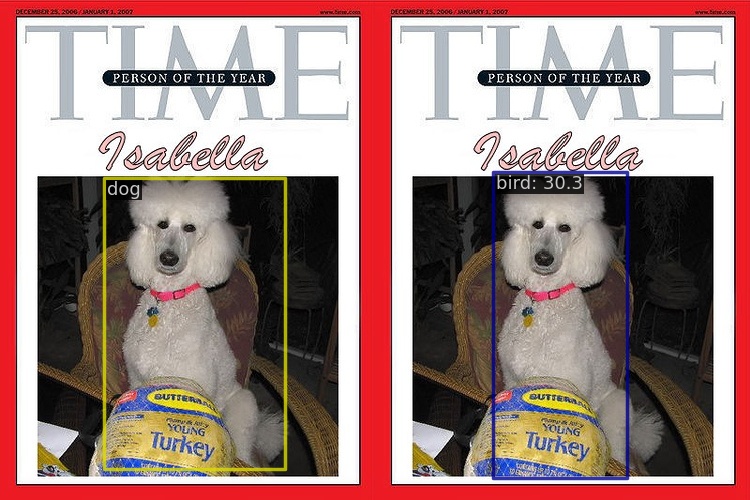 DECEMBER 25, 2006 / JANUARY 1, 2007 www.time.com
TIME
PERSON OF THE YEAR
Isabella
dog
BUTTERBALL
YOUNG
Turkey
DECEMBER 25, 2006 / JANUARY 1, 2007 www.time.com
TIME
PERSON OF THE YEAR
Isabella
bird: 30.3
BUTTERBALL
YOUNG
Turkey